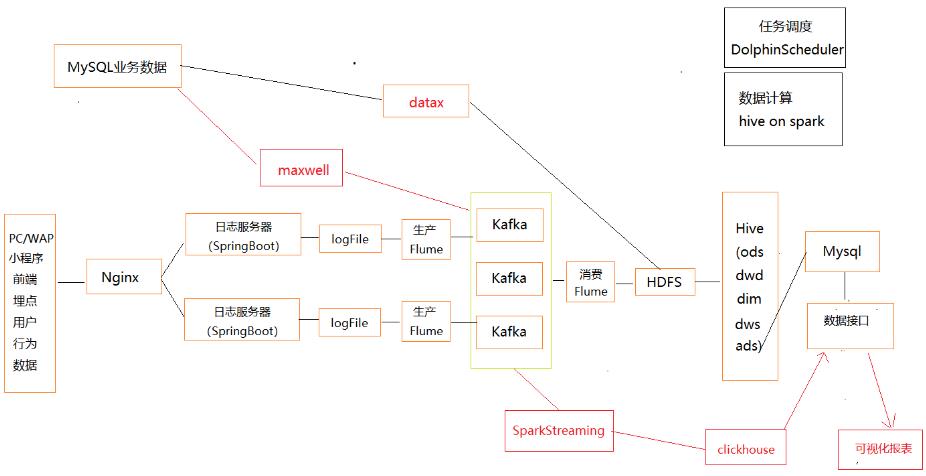 任务调度
DolphinScheduler
MySQL业务数据
datax
数据计算
hive on spark
maxwell
PC/WAP
小程序
前端
埋点
用户
行为
数据
Nginx
日志服务器
(SpringBoot)
logFile
生产
Flume
日志服务器
(SpringBoot)
logFile
生产
Flume
Kafka
Kafka
Kafka
消费
Flume
HDFS
Hive
(ods
dwd
dim
dws
ads)
Mysql
数据接口
SparkStreaming
clickhouse
可视化报表